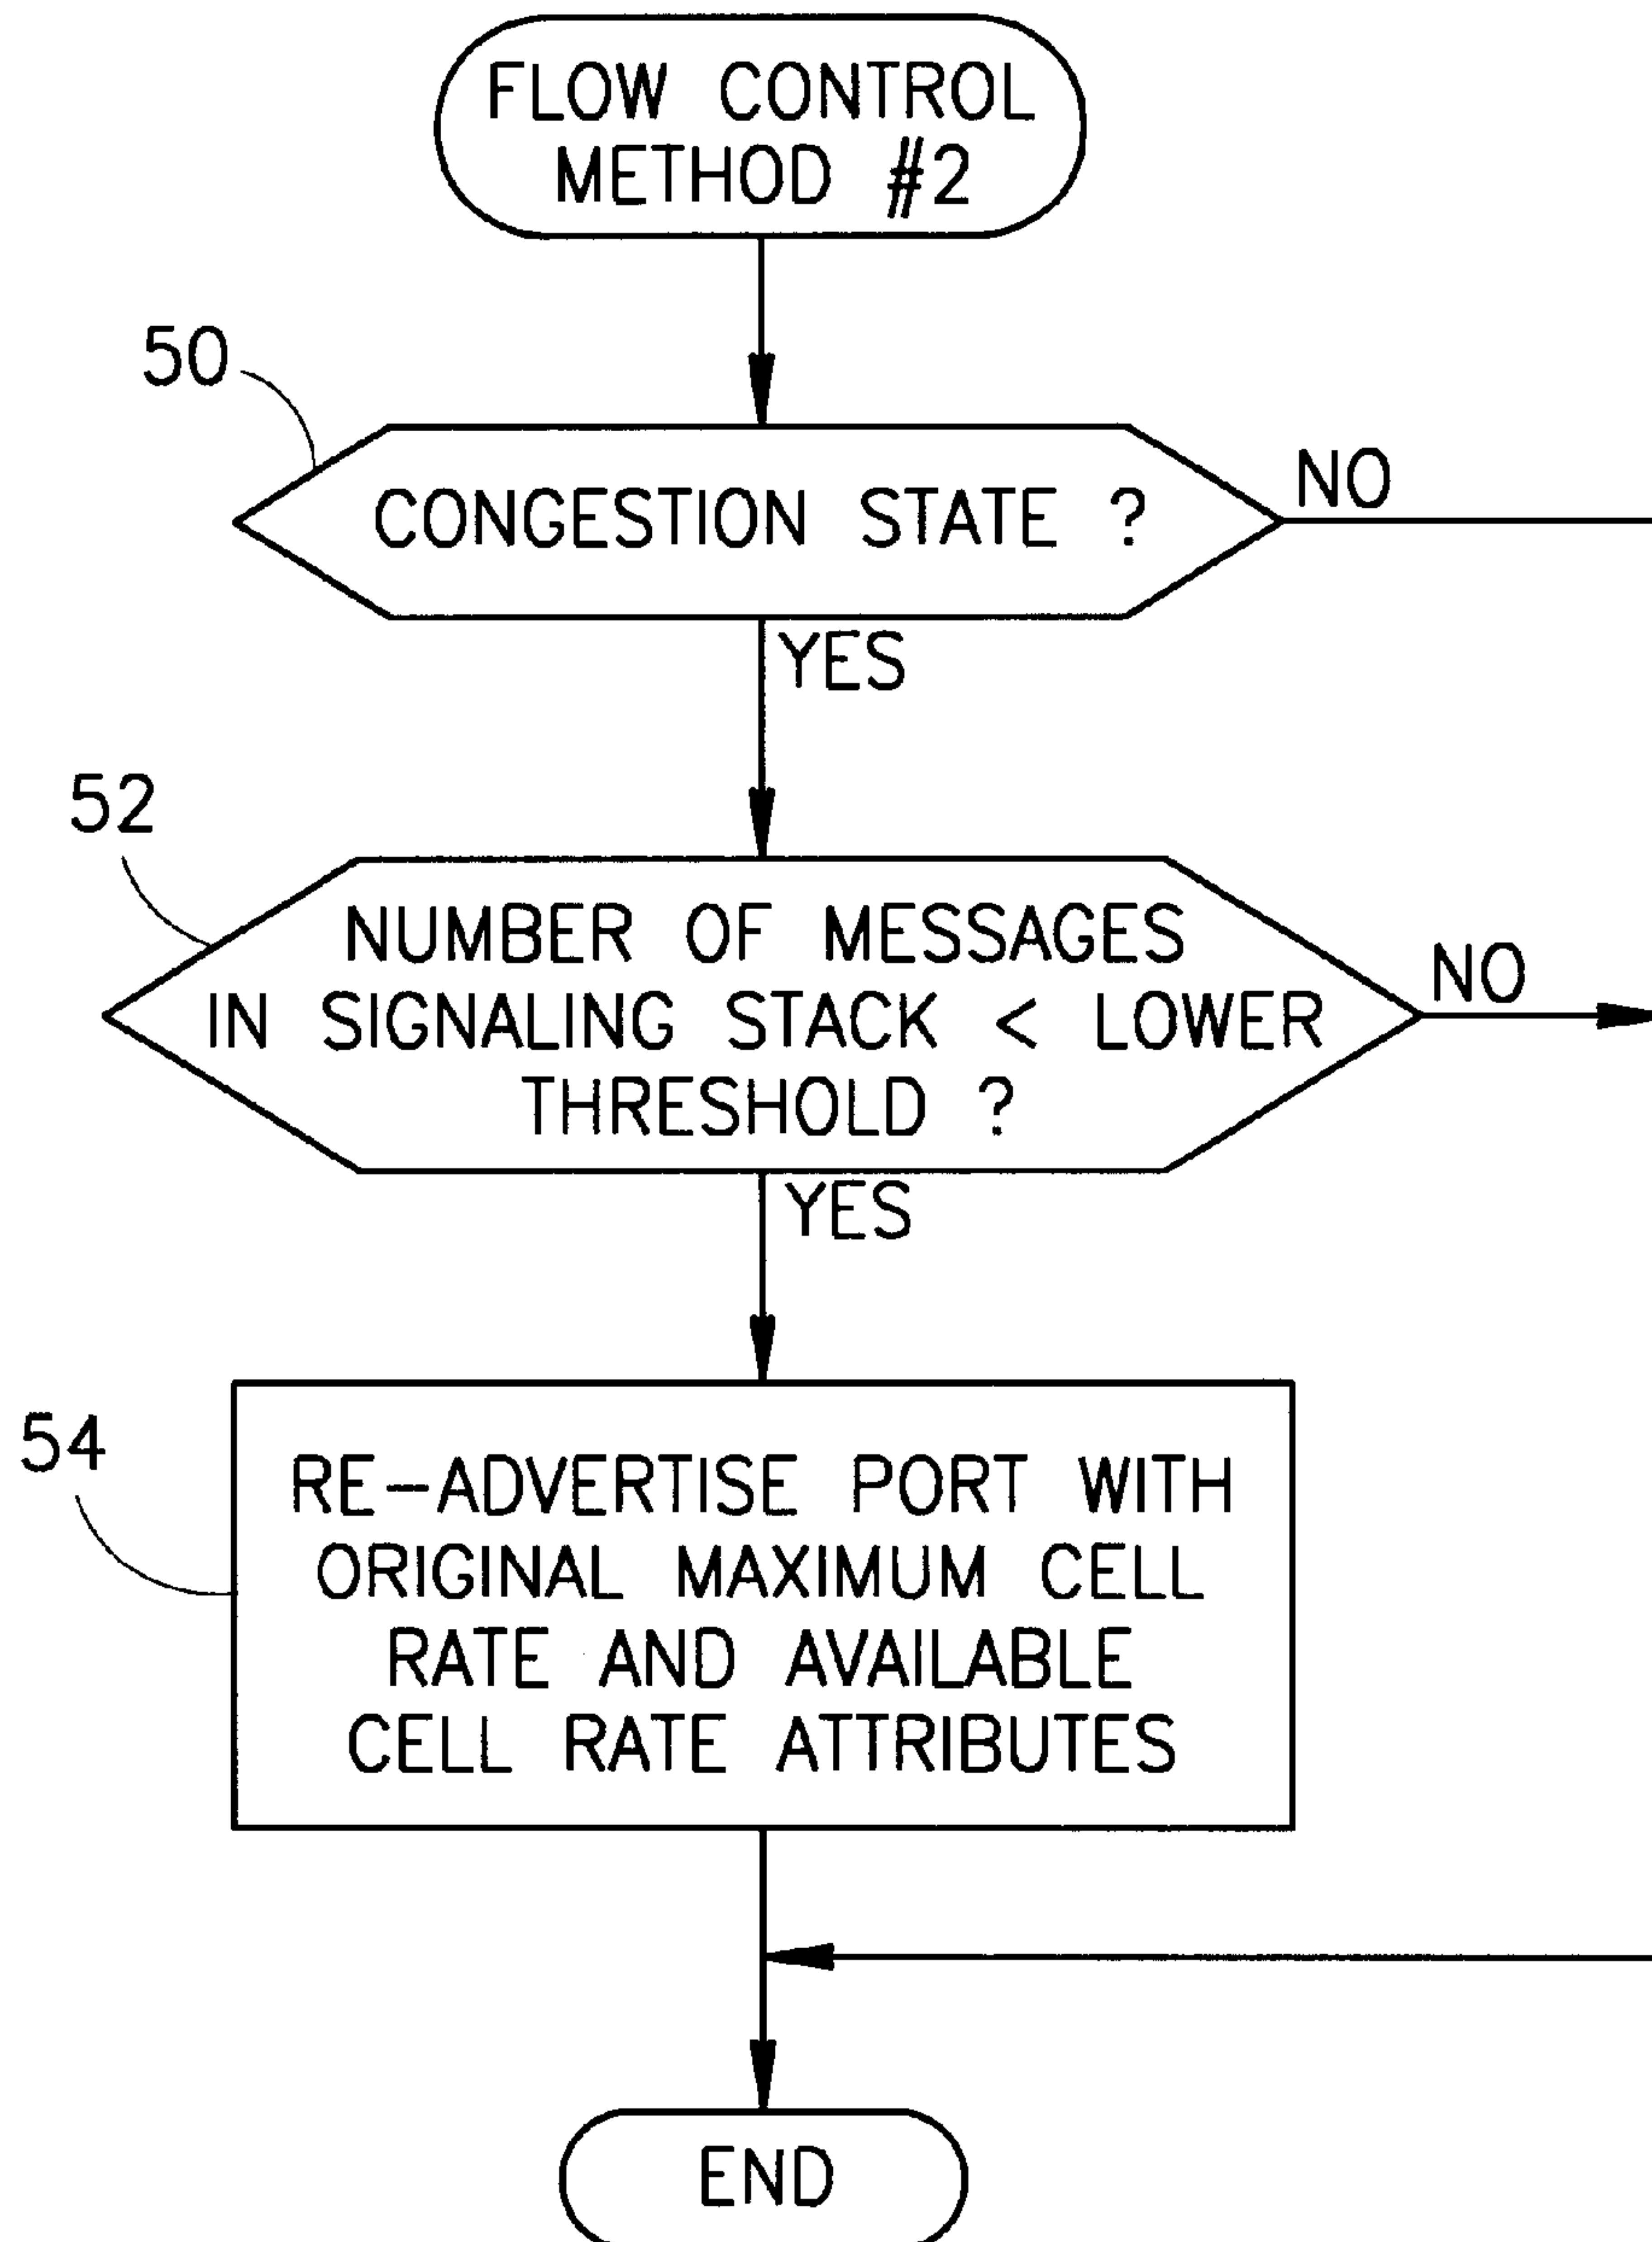 FLOW CONTROL
METHOD #2
50
CONGESTION STATE ?
NO
YES
52
NUMBER OF MESSAGES
IN SIGNALING STACK < LOWER
THRESHOLD ?
NO
YES
54
RE-ADVERTISE PORT WITH
ORIGINAL MAXIMUM CELL
RATE AND AVAILABLE
CELL RATE ATTRIBUTES
END